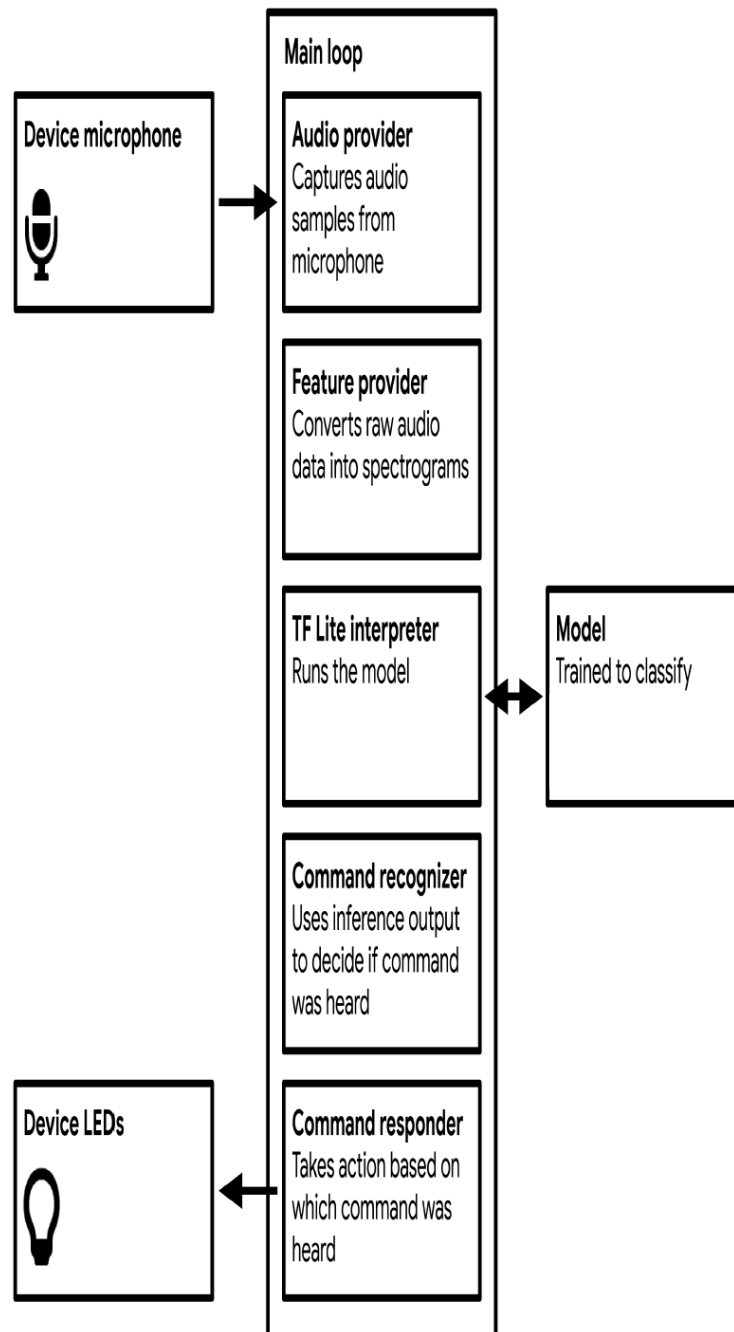 Main loop
Device microphone
Audio provider
Captures audio
samples from
microphone
Feature provider
Converts raw audio
data into spectrograms
TF Lite interpreter
Runs the model
Model
Trained to classify
Command recognizer
Uses inference output
to decide if command
was heard
Device LEDs
Command responder
Takes action based on
which command was
heard